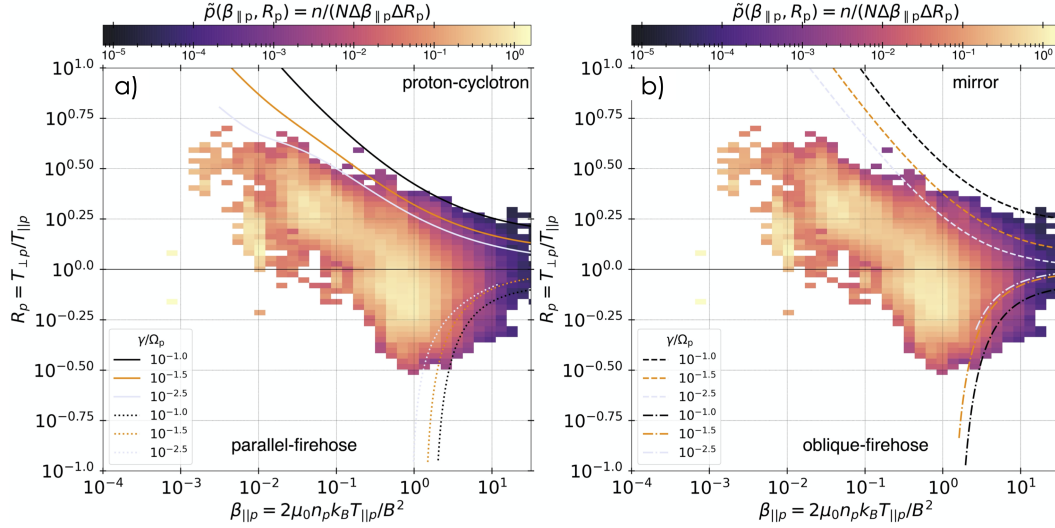 p̃(β∥p, Rp) = n/(NΔβ∥pΔRp)
10⁻⁵ 10⁻⁴ 10⁻³ 10⁻² 10⁻¹ 10⁰
a)
proton-cyclotron
10^1.0
10^0.75
10^0.50
10^0.25
10^0.0
10^−0.25
10^−0.50
10^−0.75
10^−1.0
Rp = T⊥p/T||p
γ/Ωp
10^−1.0
10^−1.5
10^−2.5
10^−1.0
10^−1.5
10^−2.5
parallel-firehose
10⁻⁴ 10⁻³ 10⁻² 10⁻¹ 10⁰ 10¹
β||p = 2μ0npkBT||p/B²
p̃(β∥p, Rp) = n/(NΔβ∥pΔRp)
10⁻⁵ 10⁻⁴ 10⁻³ 10⁻² 10⁻¹ 10⁰
b)
mirror
10^1.0
10^0.75
10^0.50
10^0.25
10^0.0
10^−0.25
10^−0.50
10^−0.75
10^−1.0
Rp = T⊥p/T||p
γ/Ωp
10^−1.0
10^−1.5
10^−2.5
10^−1.0
10^−1.5
10^−2.5
oblique-firehose
10⁻⁴ 10⁻³ 10⁻² 10⁻¹ 10⁰ 10¹
β||p = 2μ0npkBT||p/B²